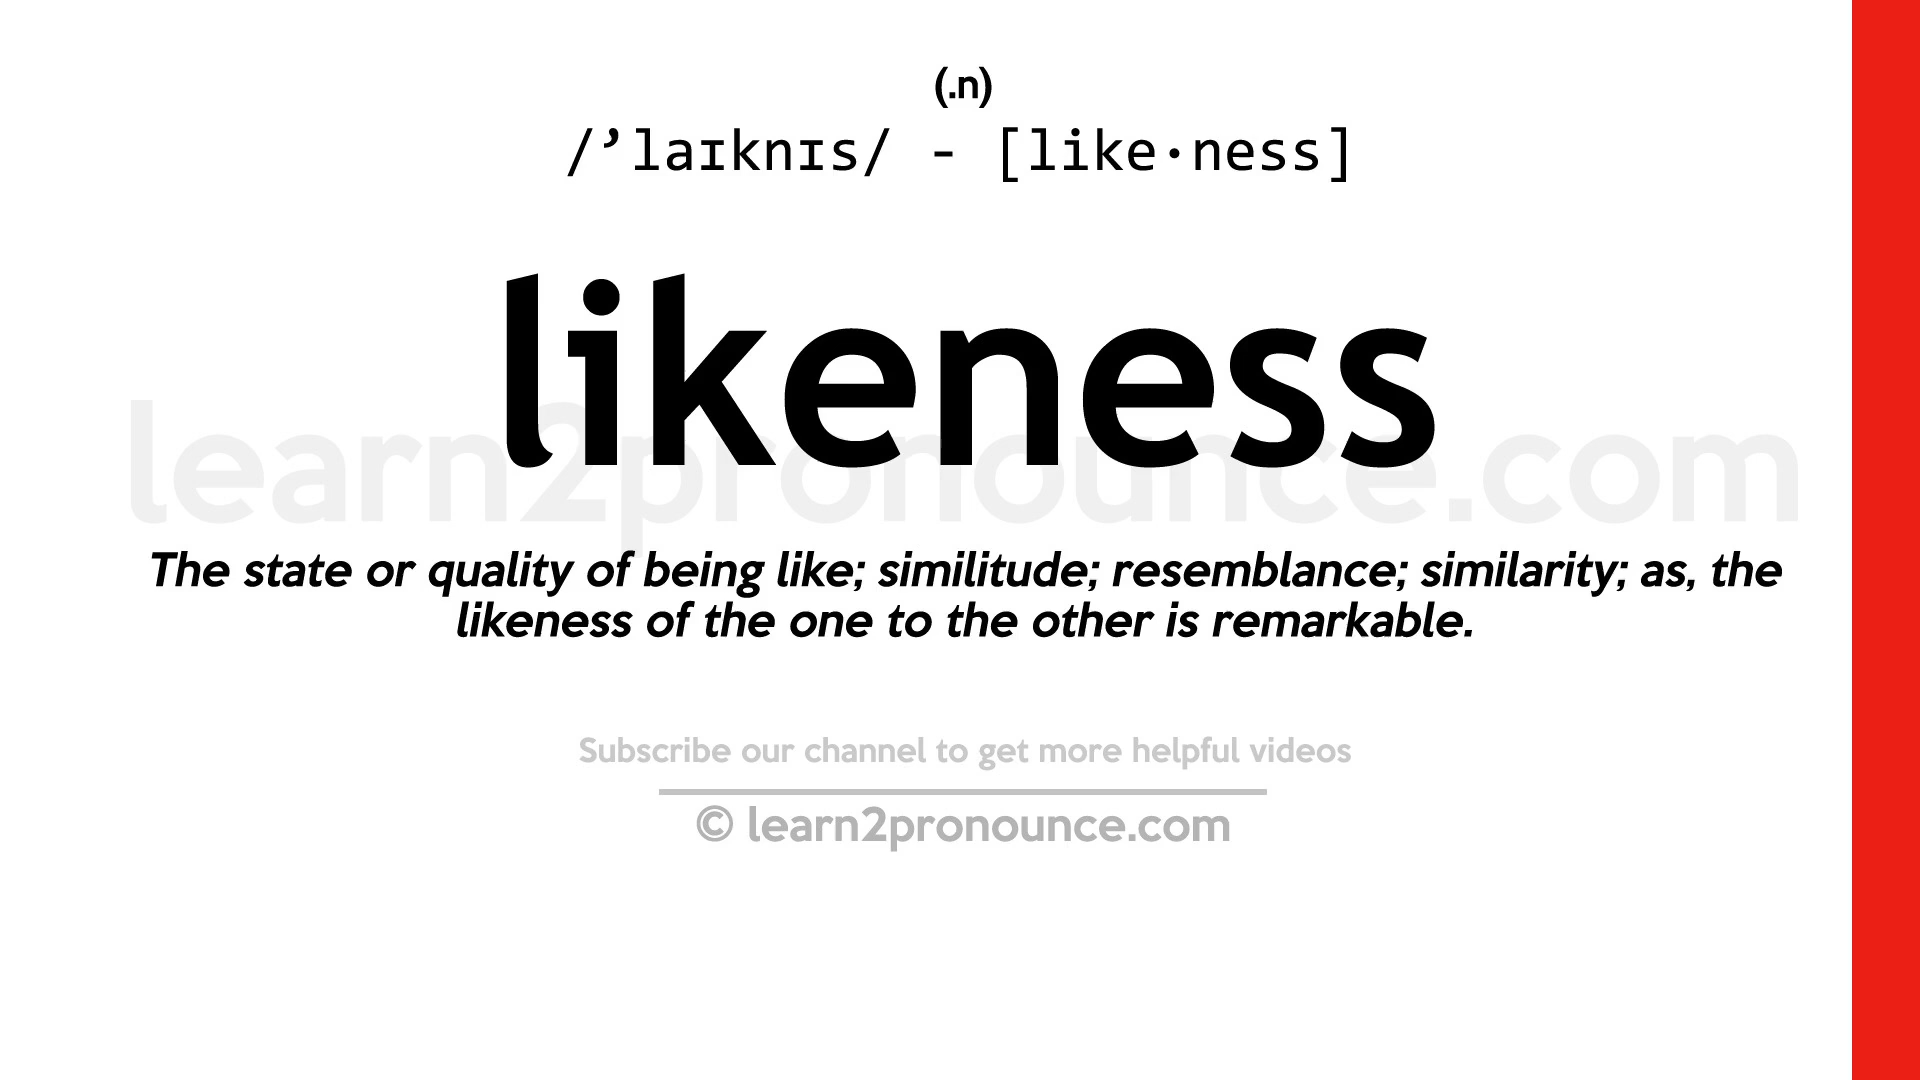 (.n)
/’laɪknɪs/ - [like·ness]
likeness
learn2pronounce.com
The state or quality of being like; similitude; resemblance; similarity; as, the
likeness of the one to the other is remarkable.
Subscribe our channel to get more helpful videos
© learn2pronounce.com